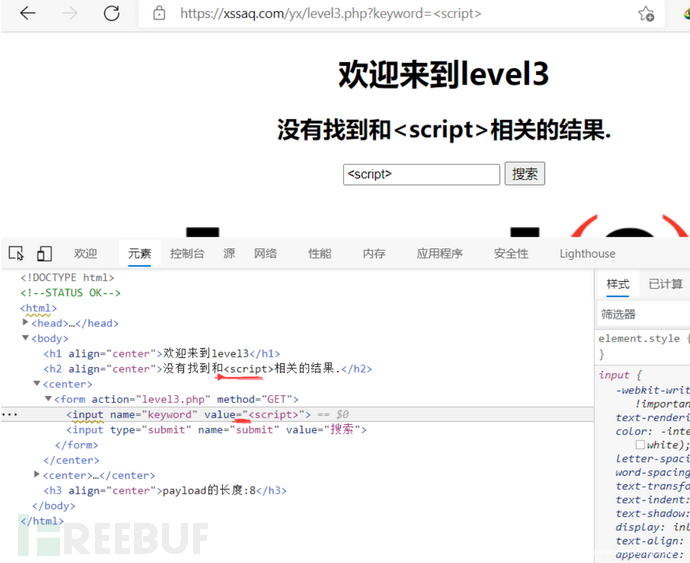 https://xssaq.com/yx/level3.php?keyword=<script>
欢迎来到level3
没有找到和<script>相关的结果.
<script> 搜索
欢迎 元素 控制台 源 网络 性能 内存 应用程序 安全性 Lighthouse
<!DOCTYPE html>
<!--STATUS OK-->
<html>
<head>…</head>
<body>
<h1 align="center">欢迎来到level3</h1>
<h2 align="center">没有找到和<script>相关的结果.</h2>
<center>
<form action="level3.php" method="GET">
<input name="keyword" value="<script>"> == $0
<input type="submit" name="submit" value="搜索">
</form>
</center>
<center>…</center>
<h3 align="center">payload的长度:8</h3>
</body>
</html>
样式 已计算
筛选器
element.style {
}
input {
-webkit-writ
!important
text-renderi
color: -inte
white);
letter-spaci
word-spacing
text-transfo
text-indent:
text-shadow:
display: inl
text-align:
appearance:
FREEBUF